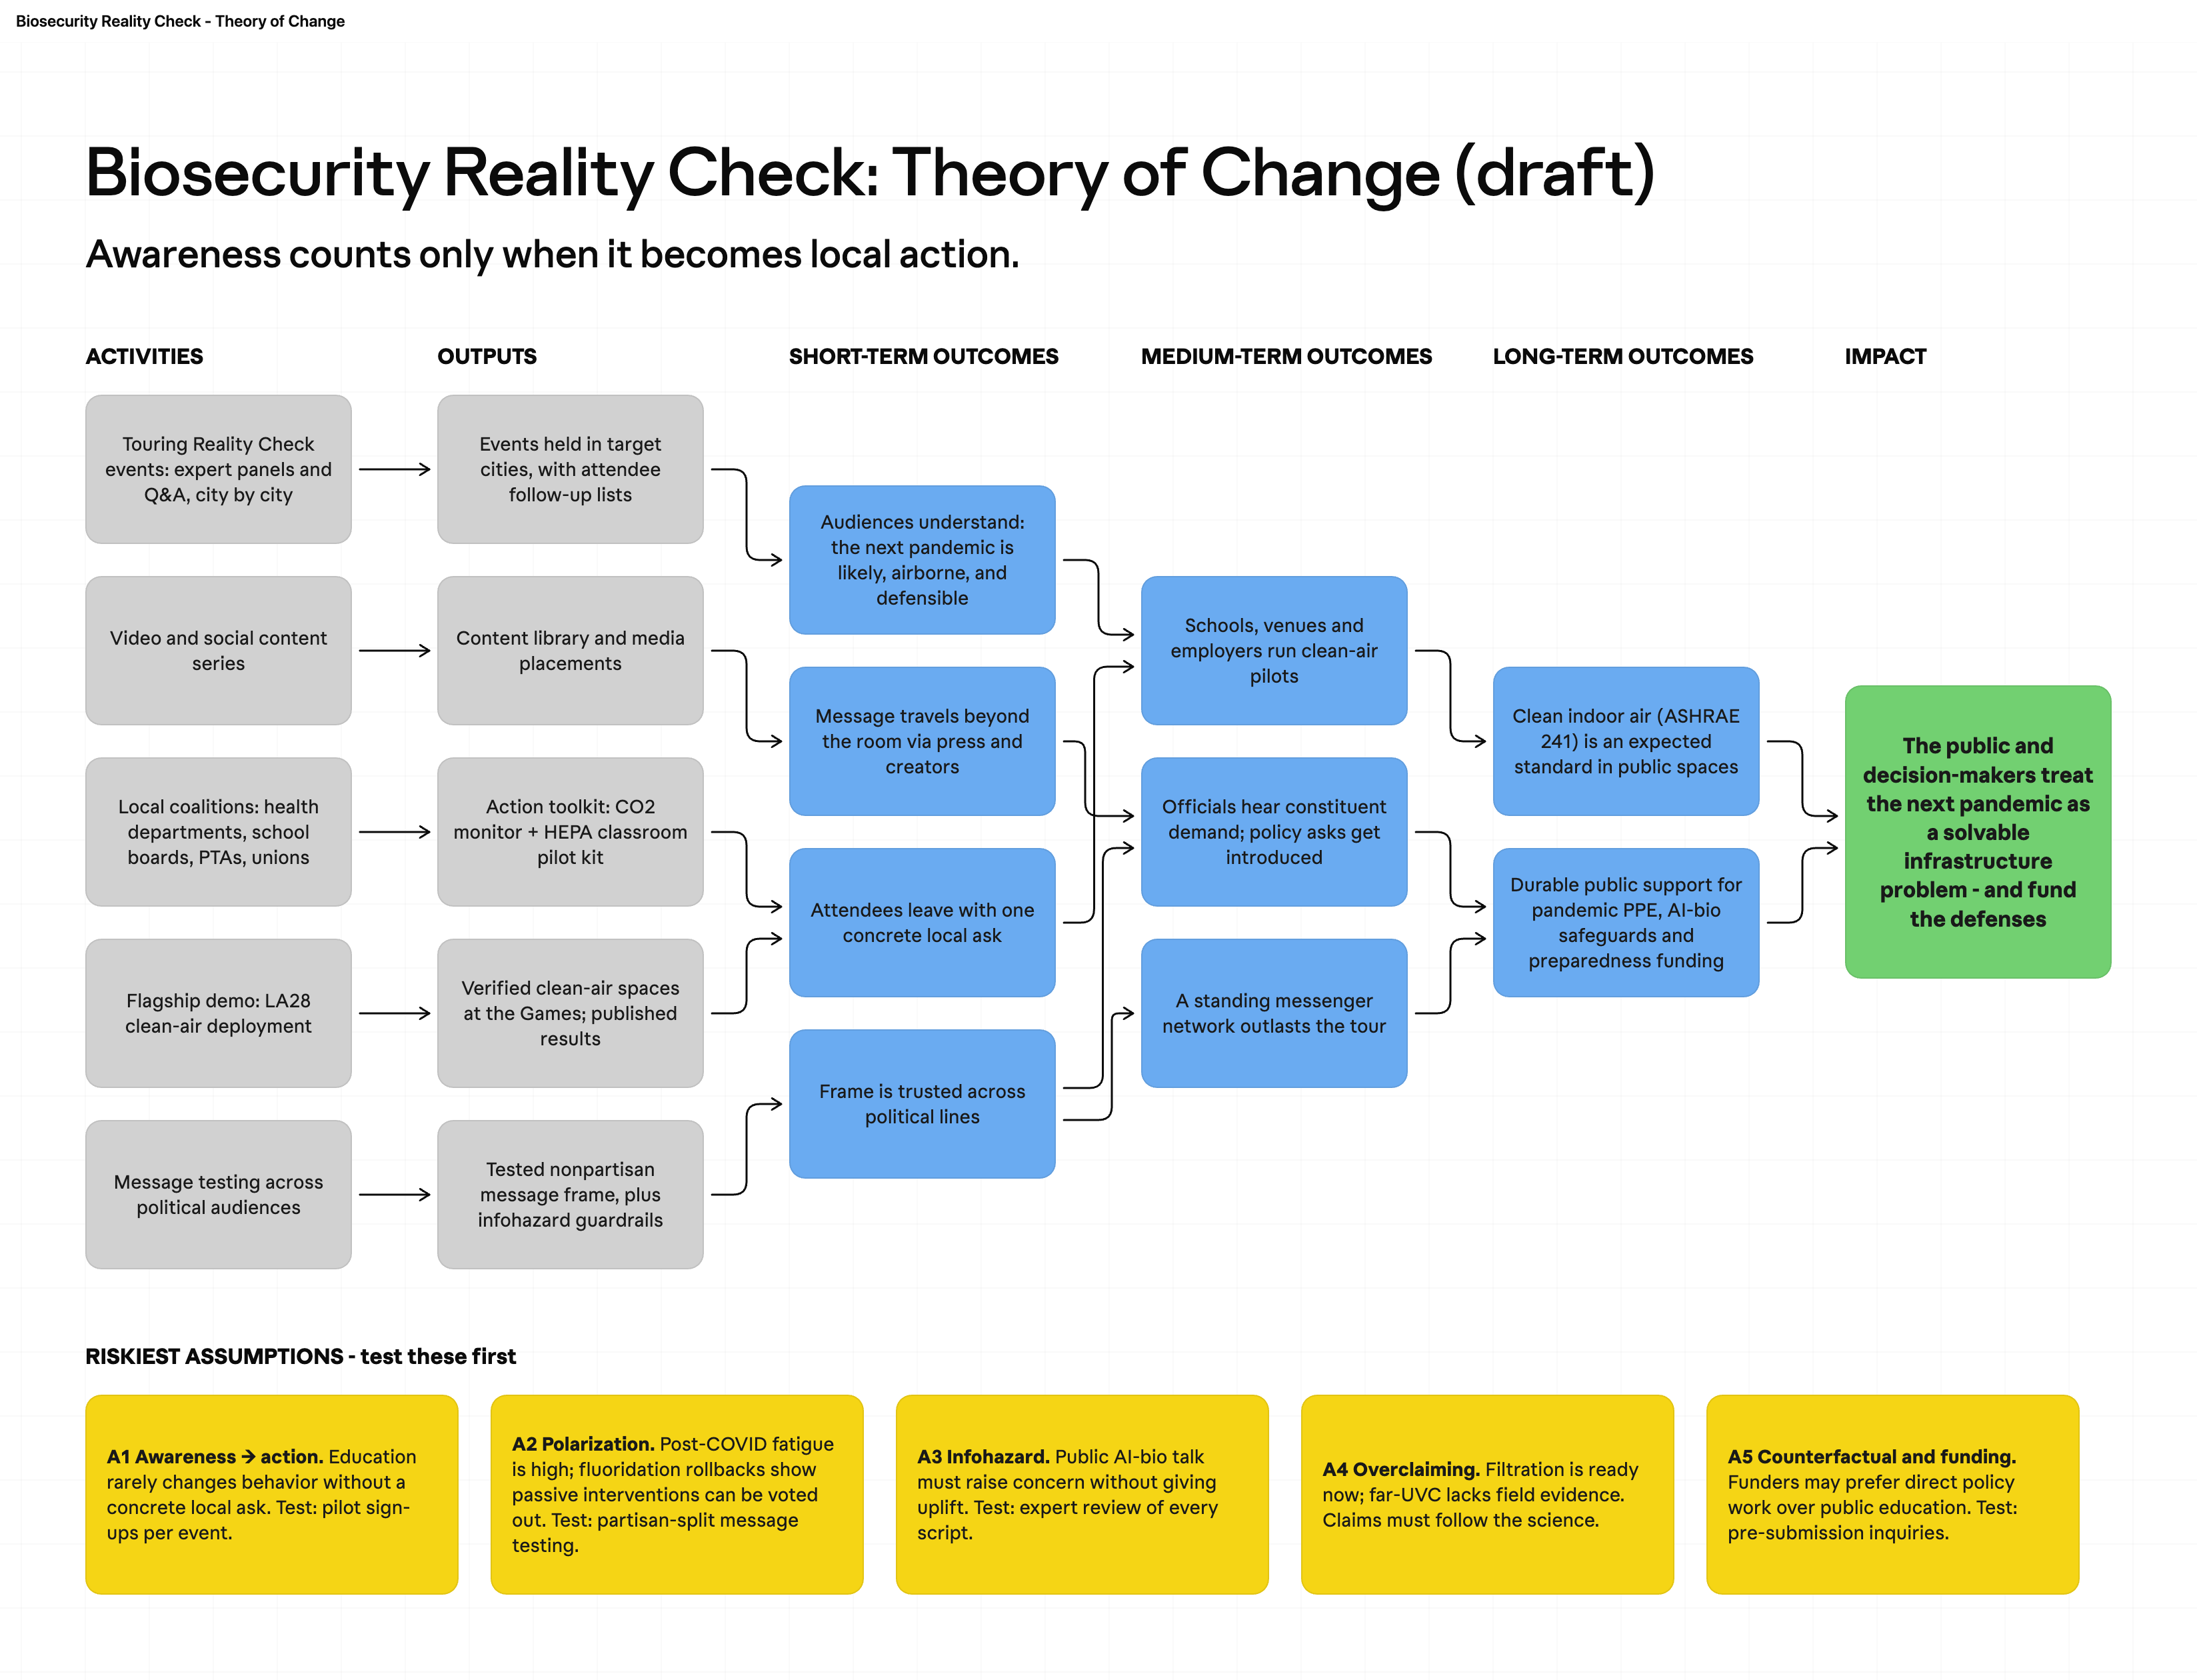 Biosecurity Reality Check - Theory of Change
Biosecurity Reality Check: Theory of Change (draft)
Awareness counts only when it becomes local action.
ACTIVITIES
OUTPUTS
SHORT-TERM OUTCOMES
MEDIUM-TERM OUTCOMES
LONG-TERM OUTCOMES
IMPACT
Touring Reality Check
events: expert panels and
Q&A, city by city
Video and social content
series
Local coalitions: health
departments, school
boards, PTAs, unions
Flagship demo: LA28
clean-air deployment
Message testing across
political audiences
Events held in target
cities, with attendee
follow-up lists
Content library and media
placements
Action toolkit: CO2
monitor + HEPA classroom
pilot kit
Verified clean-air spaces
at the Games; published
results
Tested nonpartisan
message frame, plus
infohazard guardrails
Audiences understand:
the next pandemic is
likely, airborne, and
defensible
Message travels beyond
the room via press and
creators
Attendees leave with one
concrete local ask
Frame is trusted across
political lines
Schools, venues and
employers run clean-air
pilots
Officials hear constituent
demand; policy asks get
introduced
A standing messenger
network outlasts the tour
Clean indoor air (ASHRAE
241) is an expected
standard in public spaces
Durable public support for
pandemic PPE, AI-bio
safeguards and
preparedness funding
The public and
decision-makers treat
the next pandemic as
a solvable
infrastructure
problem - and fund
the defenses
RISKIEST ASSUMPTIONS - test these first
A1 Awareness → action. Education
rarely changes behavior without a
concrete local ask. Test: pilot sign-
ups per event.
A2 Polarization. Post-COVID fatigue
is high; fluoridation rollbacks show
passive interventions can be voted
out. Test: partisan-split message
testing.
A3 Infohazard. Public AI-bio talk
must raise concern without giving
uplift. Test: expert review of every
script.
A4 Overclaiming. Filtration is ready
now; far-UVC lacks field evidence.
Claims must follow the science.
A5 Counterfactual and funding.
Funders may prefer direct policy
work over public education. Test:
pre-submission inquiries.